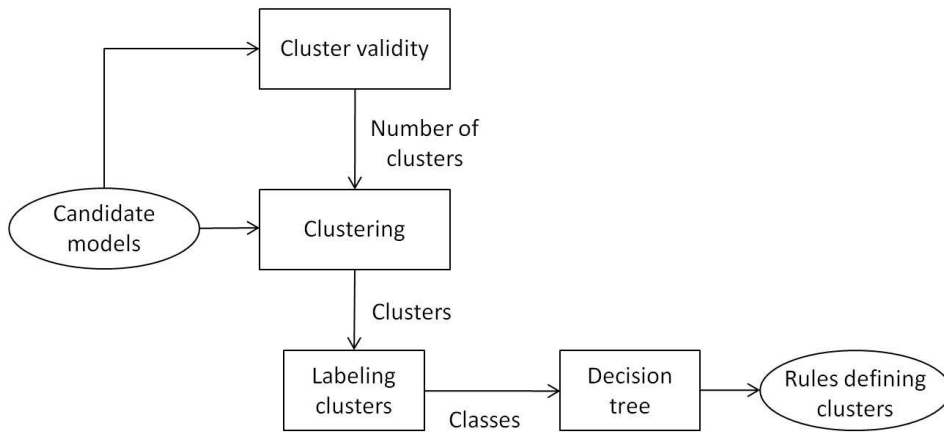 Cluster validity
Number of
clusters
Candidate
models
Clustering
Clusters
Labeling
clusters
Classes
Decision
tree
Rules defining
clusters